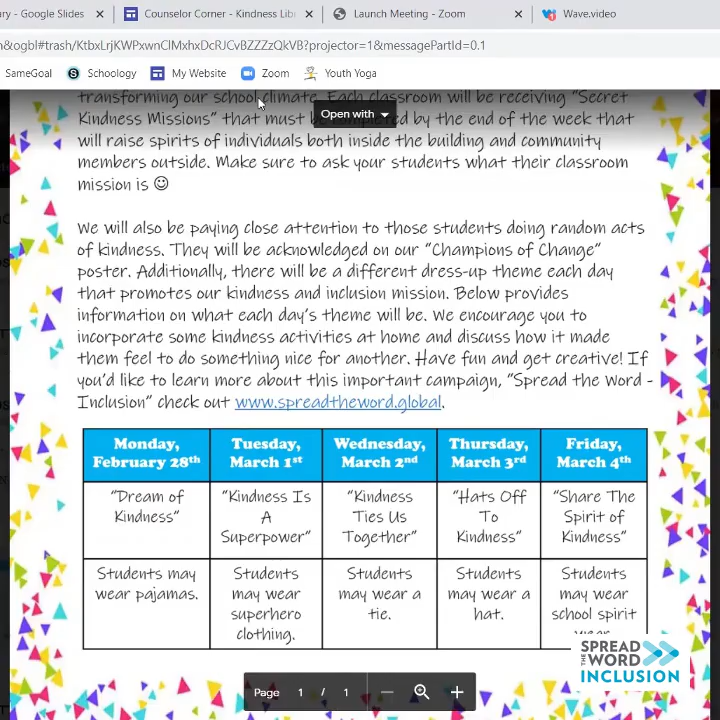 ry - Google Slides
Counselor Corner - Kindness Libr
Launch Meeting - Zoom
Wave.video
&ogbl#trash/KtbxLrjKWPxwnClMxhxDcRJCvBZZZzQkVB?projector=1&messagePartId=0.1
SameGoal
Schoology
My Website
Zoom
Youth Yoga
transforming our school climate. Each classroom will be receiving "Secret
Open with
Kindness Missions" that must be completed by the end of the week that
will raise spirits of individuals both inside the building and community
members outside. Make sure to ask your students what their classroom
mission is ☺
We will also be paying close attention to those students doing random acts
of kindness. They will be acknowledged on our "Champions of Change"
poster. Additionally, there will be a different dress-up theme each day
that promotes our kindness and inclusion mission. Below provides
information on what each day's theme will be. We encourage you to
incorporate some kindness activities at home and discuss how it made
them feel to do something nice for another. Have fun and get creative! If
you'd like to learn more about this important campaign, "Spread the Word -
Inclusion" check out www.spreadtheword.global.
Monday,
February 28th
Tuesday,
March 1st
Wednesday,
March 2nd
Thursday,
March 3rd
Friday,
March 4th
"Dream of
Kindness"
"Kindness Is
A
Superpower"
"Kindness
Ties Us
Together"
"Hats Off
To
Kindness"
"Share The
Spirit of
Kindness"
Students may
wear pajamas.
Students
may wear
superhero
clothing.
Students
may wear a
tie.
Students
may wear a
hat.
Students
may wear
school spirit
wear.
SPREAD
THE WORD
INCLUSION
Page 1 / 1